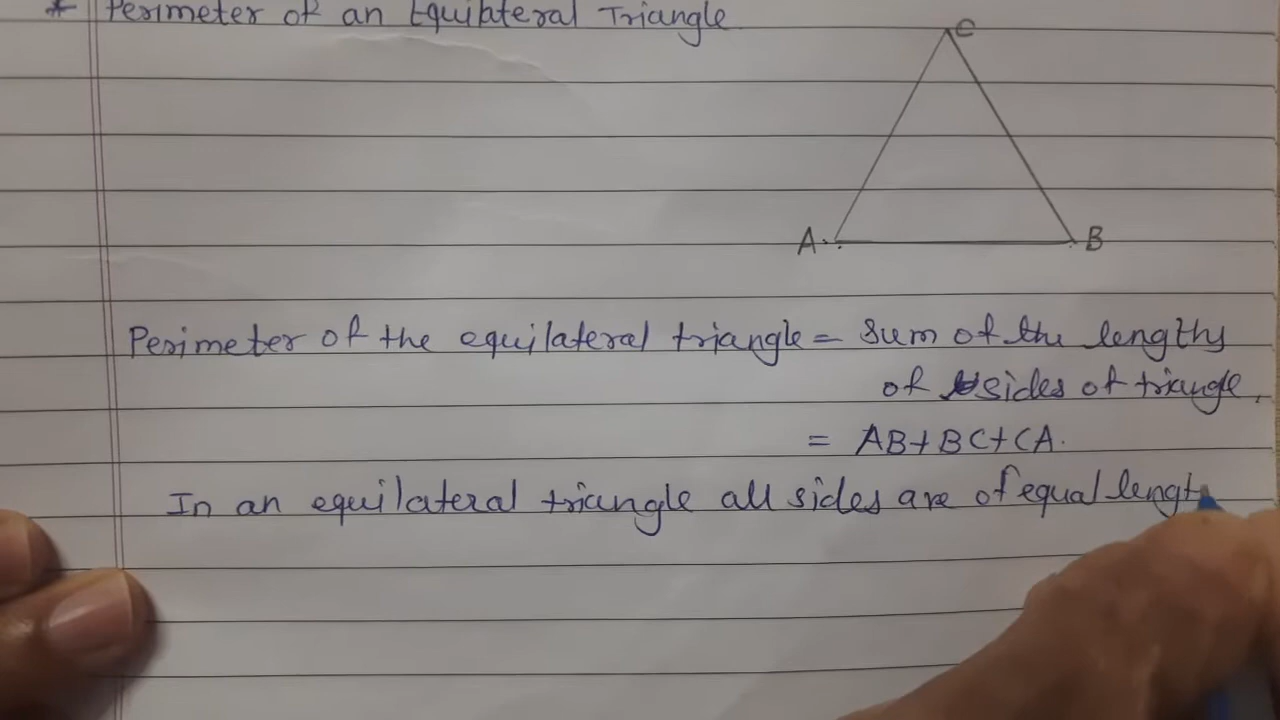 * Perimeter of an Equilateral Triangle
C
A
B
Perimeter of the equilateral triangle = Sum of the lengths
of sides of triangle.
= AB+BC+CA.
In an equilateral triangle all sides are of equal lengt